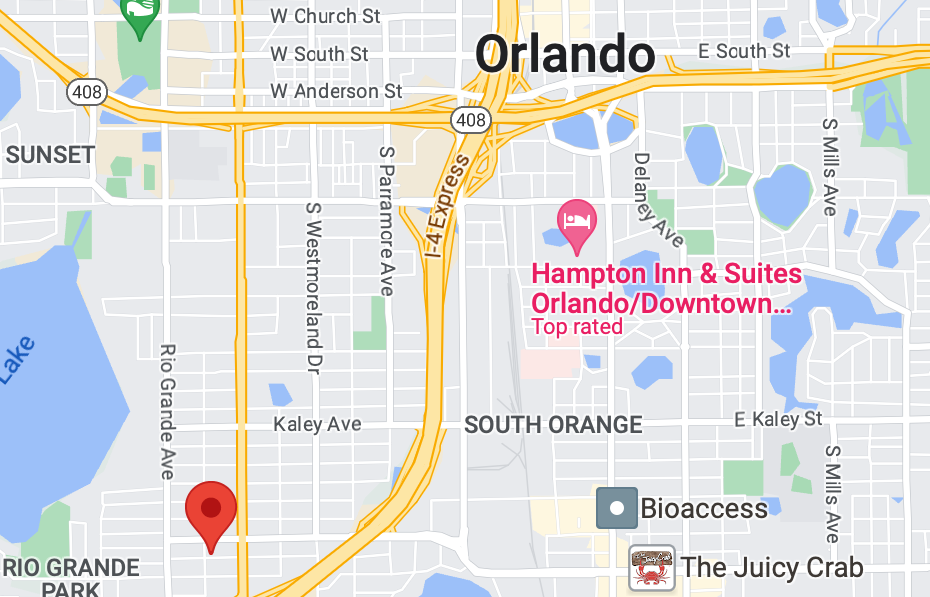 W Church St
Orlando
W South St
E South St
408
W Anderson St
408
SUNSET
S Parramore Ave
I-4 Express
Delaney Ave
S Mills Ave
S Westmoreland Dr
Hampton Inn & Suites
Orlando/Downtown...
Top rated
Lake
Rio Grande Ave
Kaley Ave
SOUTH ORANGE
E Kaley St
S Mills Ave
Bioaccess
RIO GRANDE
PARK
The Juicy Crab